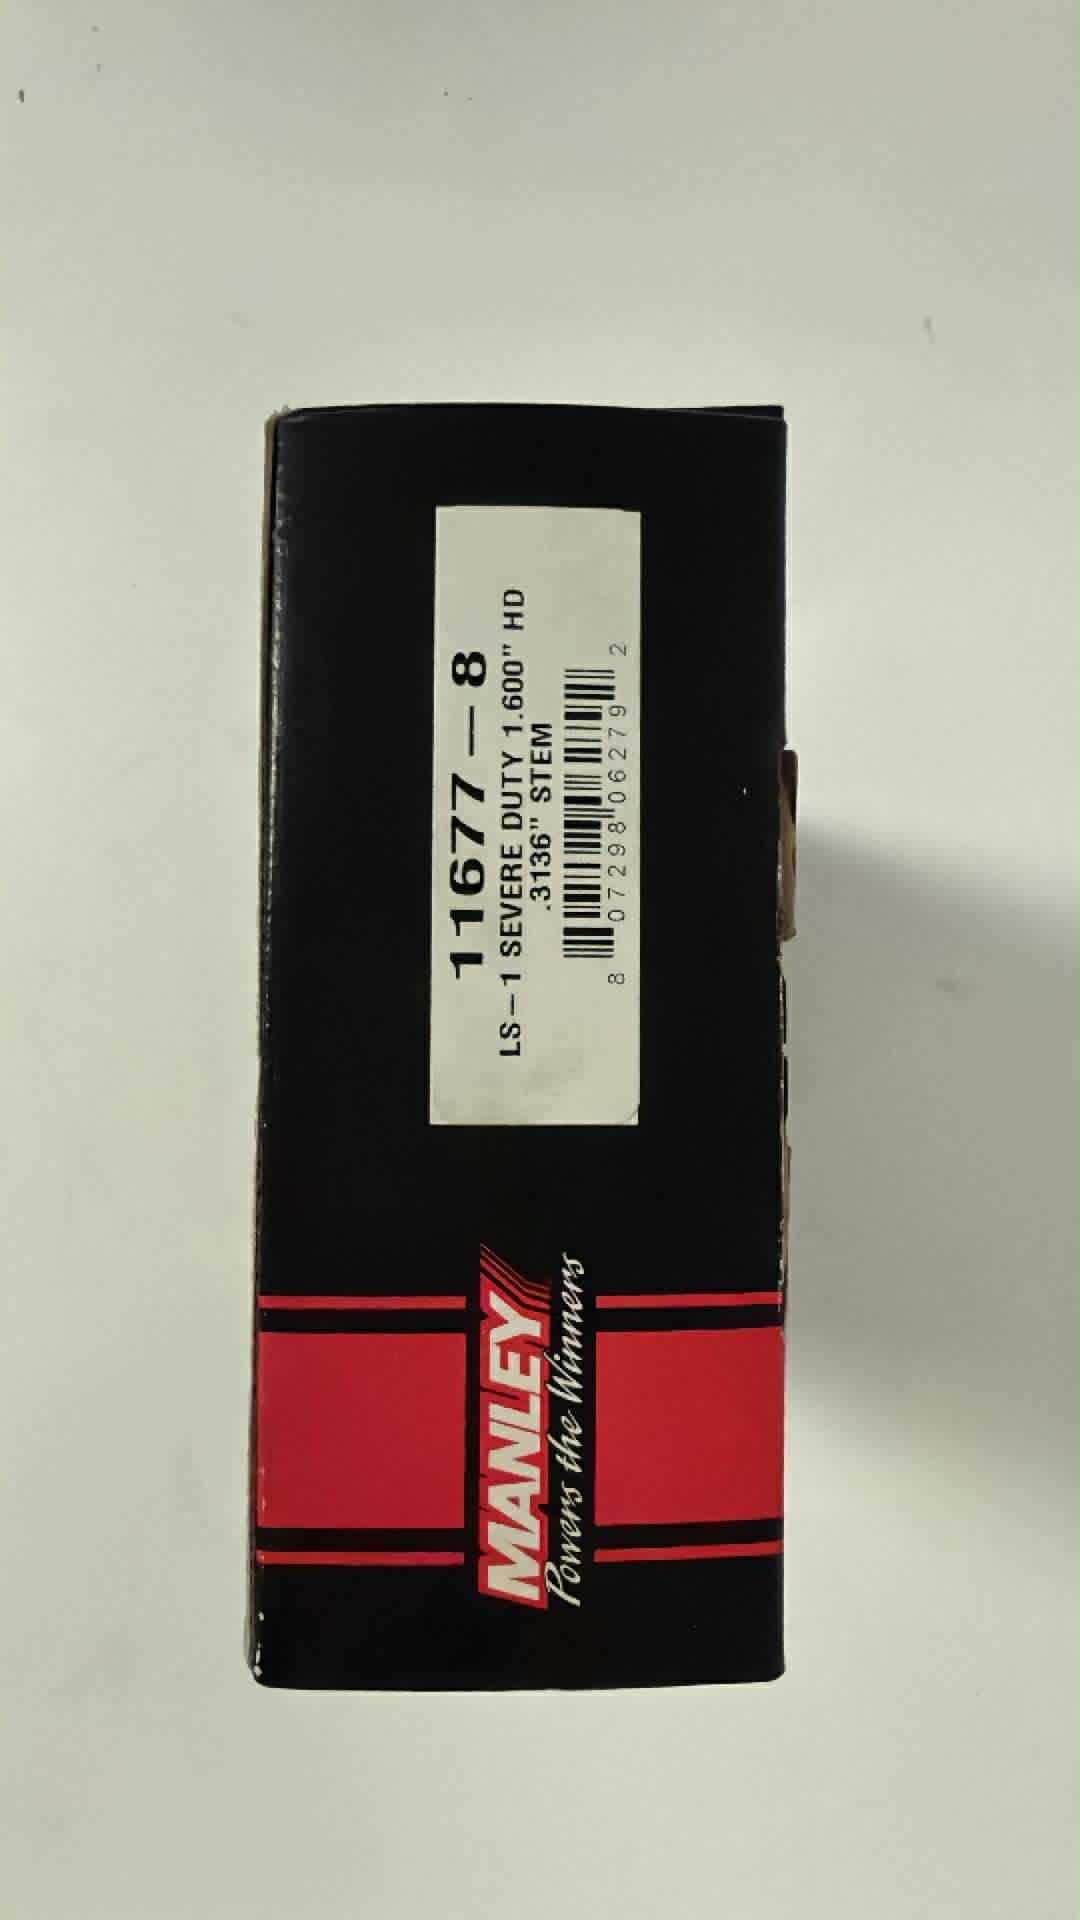 11677-8
LS-1 SEVERE DUTY 1.600" HD
.3136" STEM
8 07298 06279 2
MANLEY
Powers the Winners